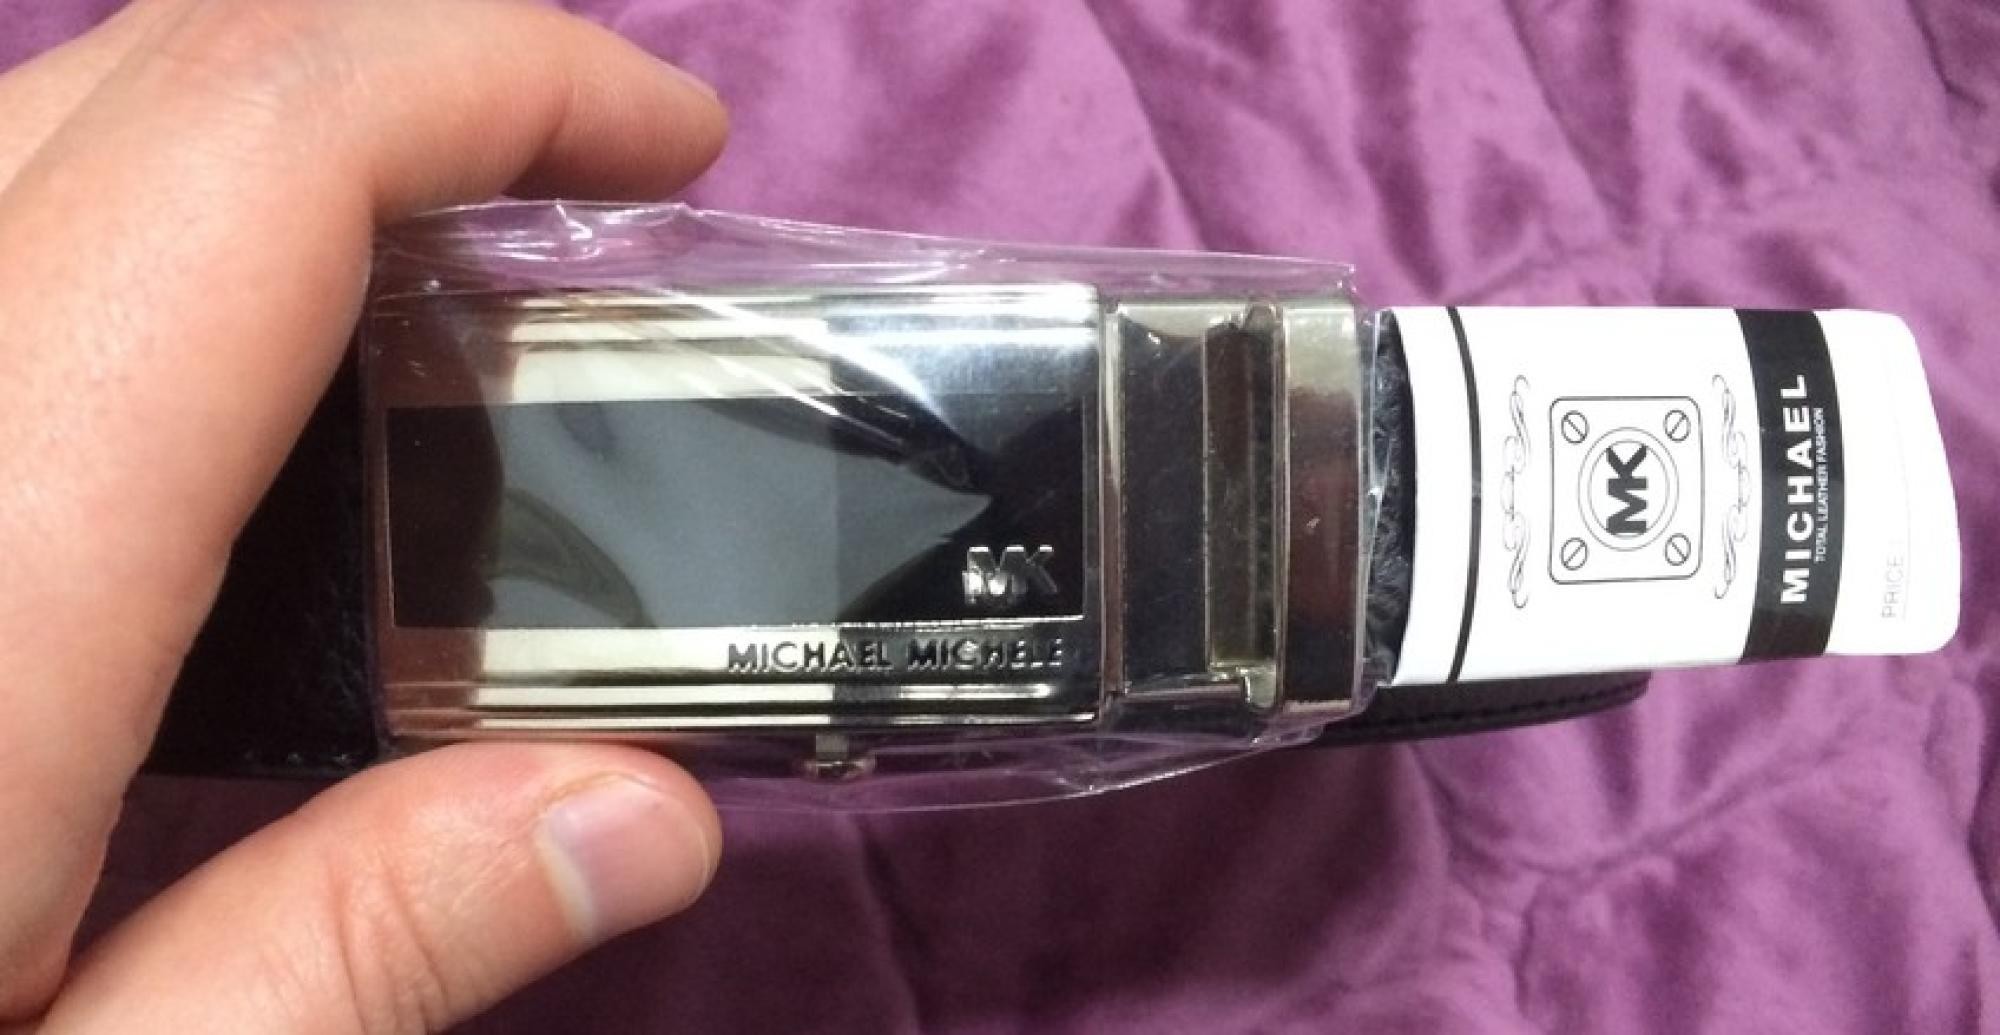 MK
MICHAEL MICHELE
MK
MICHAEL
TOTAL LEATHER FASHION
PRICE